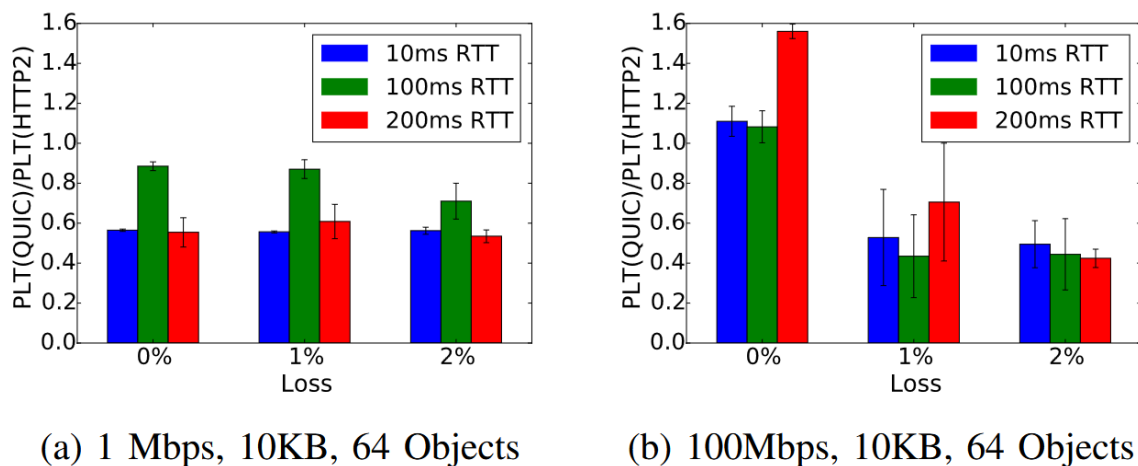 PLT(QUIC)/PLT(HTTP2)
1.6
1.4
1.2
1.0
0.8
0.6
0.4
0.2
0.0
10ms RTT
100ms RTT
200ms RTT
0%
1%
2%
Loss
(a) 1 Mbps, 10KB, 64 Objects
PLT(QUIC)/PLT(HTTP2)
1.6
1.4
1.2
1.0
0.8
0.6
0.4
0.2
0.0
10ms RTT
100ms RTT
200ms RTT
0%
1%
2%
Loss
(b) 100Mbps, 10KB, 64 Objects